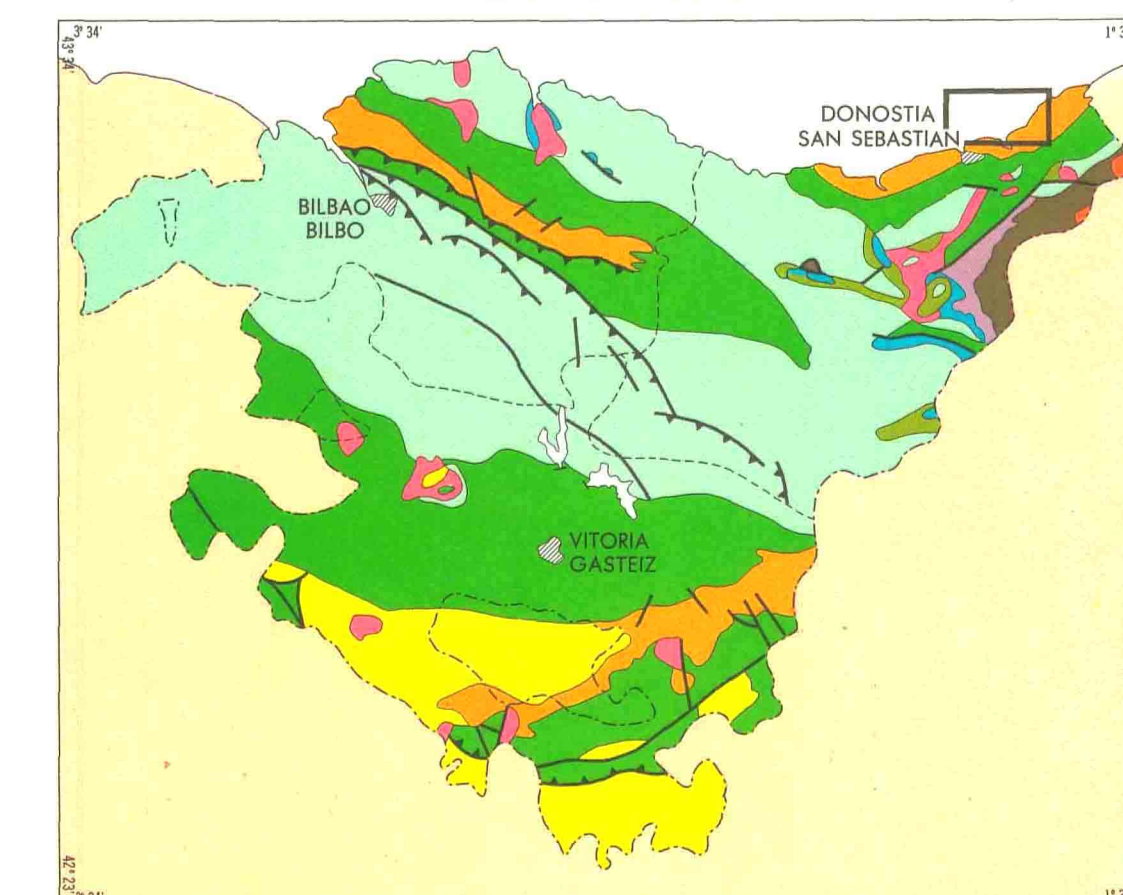 3° 34'
43° 34'
DONOSTIA
SAN SEBASTIAN
BILBAO
BILBO
VITORIA
GASTEIZ
42° 23'